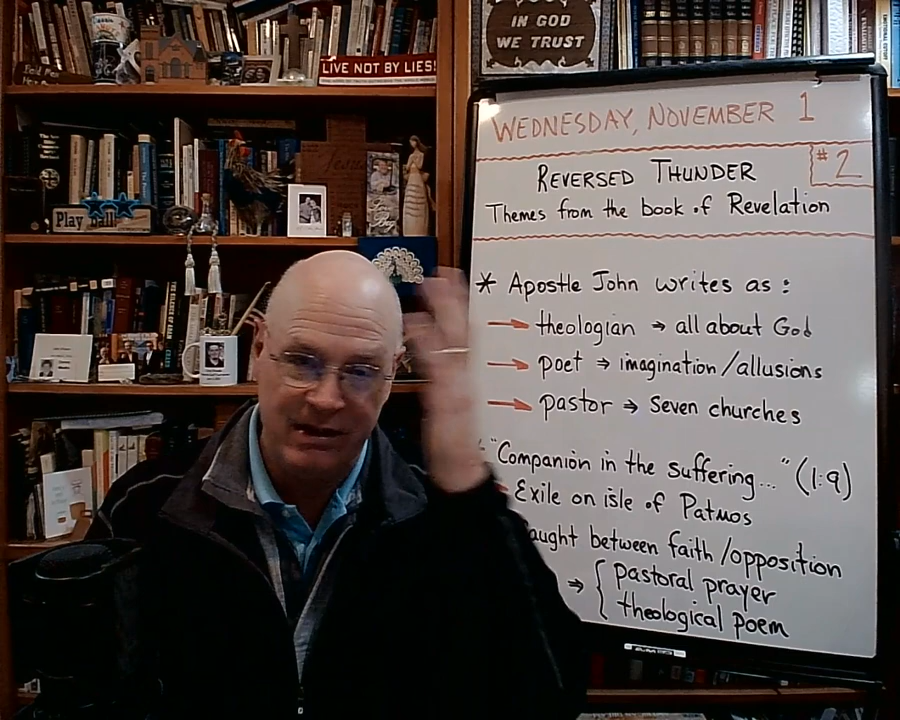 IN GOD
WE TRUST
LIVE NOT BY LIES!
Play ball
WEDNESDAY, NOVEMBER 1
#2
REVERSED THUNDER
Themes from the book of Revelation
* Apostle John writes as:
→ theologian → all about God
→ poet → imagination/allusions
→ pastor → Seven churches
"Companion in the suffering..." (1:9)
Exile on isle of Patmos
aught between faith/opposition
⇒ { pastoral prayer
theological poem